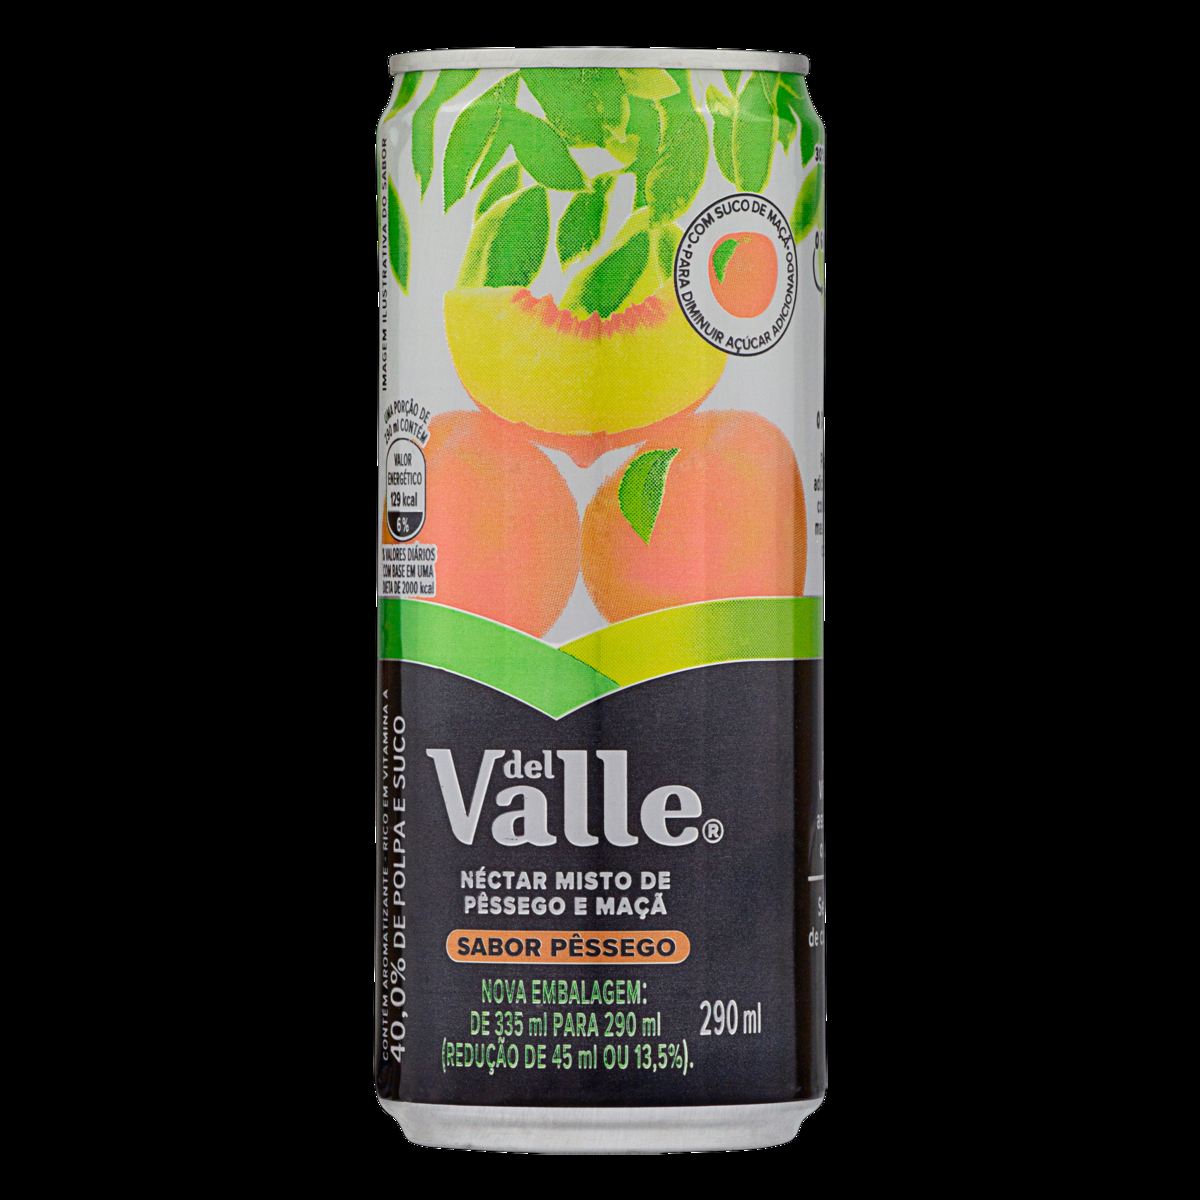 IMAGEM ILUSTRATIVA DO SABOR
•COM SUCO DE MAÇÃ•
PARA DIMINUIR AÇÚCAR ADICIONADO
UMA PORÇÃO DE
290 ml CONTÉM
VALOR
ENERGÉTICO
129 kcal
6%
% VALORES DIÁRIOS
COM BASE EM UMA
DIETA DE 2000 kcal
CONTÉM AROMATIZANTE - RICO EM VITAMINA A
40,0% DE POLPA E SUCO
del
Valle®
NÉCTAR MISTO DE
PÊSSEGO E MAÇÃ
SABOR PÊSSEGO
NOVA EMBALAGEM:
DE 335 ml PARA 290 ml
(REDUÇÃO DE 45 ml OU 13,5%).
290 ml